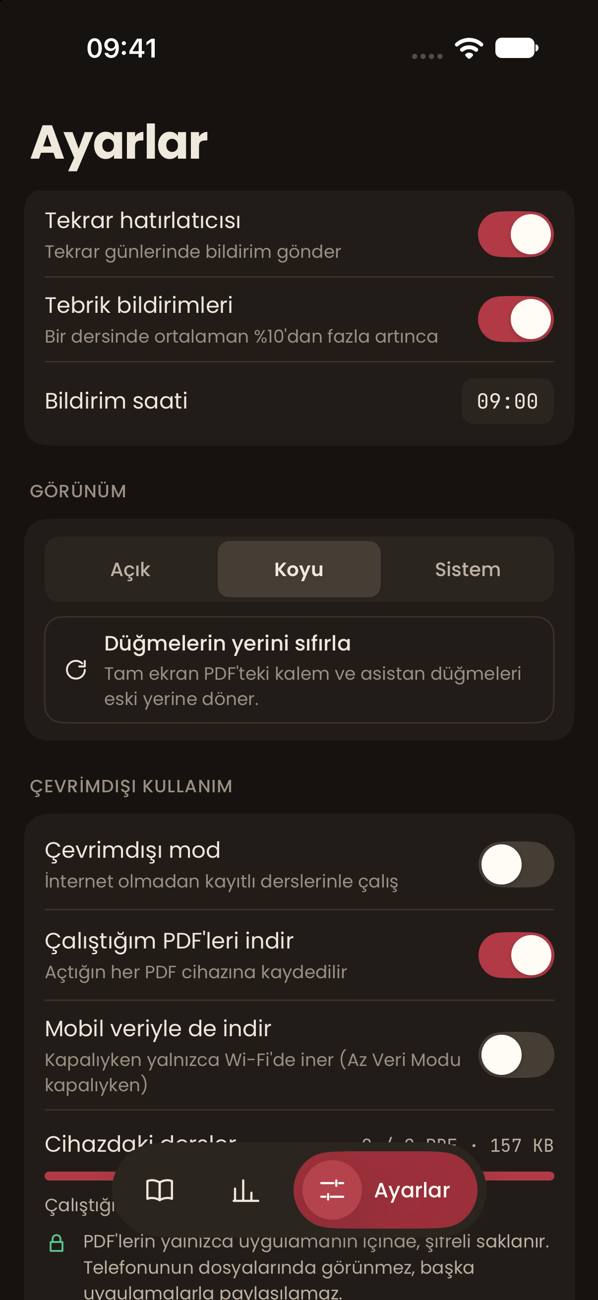 09:41
Ayarlar
Tekrar hatırlatıcısı
Tekrar günlerinde bildirim gönder
Tebrik bildirimleri
Bir dersinde ortalaman %10'dan fazla artınca
Bildirim saati
09:00
GÖRÜNÜM
Açık
Koyu
Sistem
Düğmelerin yerini sıfırla
Tam ekran PDF'teki kalem ve asistan düğmeleri
eski yerine döner.
ÇEVRİMDIŞI KULLANIM
Çevrimdışı mod
İnternet olmadan kayıtlı derslerinle çalış
Çalıştığım PDF'leri indir
Açtığın her PDF cihazına kaydedilir
Mobil veriyle de indir
Kapalıyken yalnızca Wi-Fi'de iner (Az Veri Modu
kapalıyken)
Cihazdaki dersler
· 157 KB
Ayarlar
PDF'lerin yalnızca uygulamanın içinde, şifreli saklanır.
Telefonunun dosyalarında görünmez, başka
uygulamalarla paylaşılamaz.